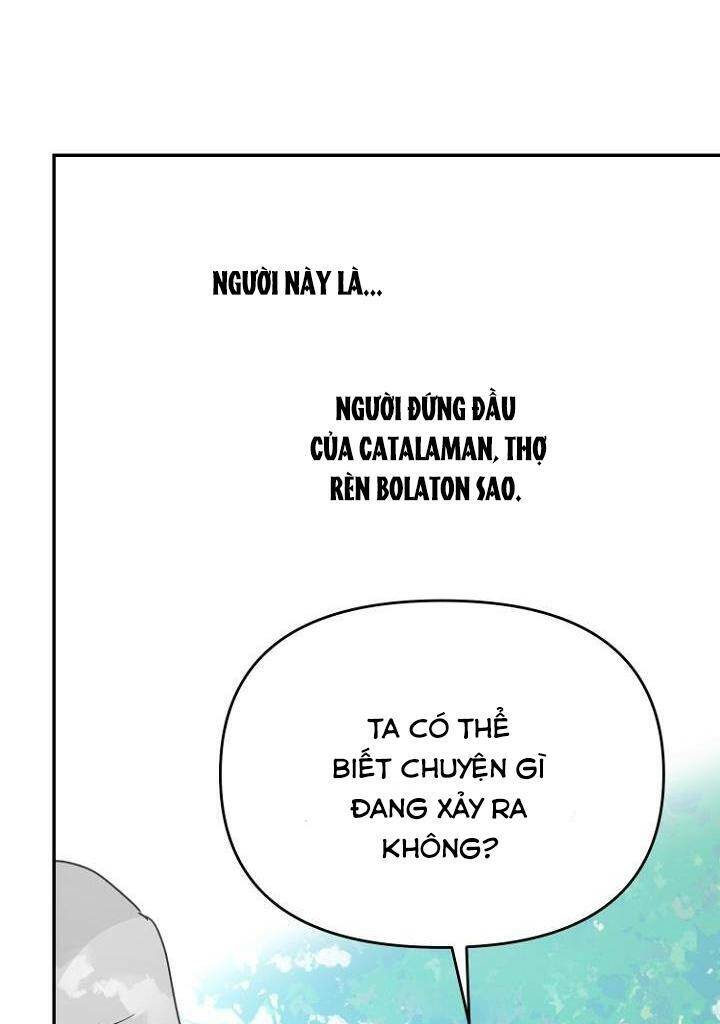 NGƯỜI NÀY LÀ...
NGƯỜI ĐỨNG ĐẦU
CỦA CATALAMAN, THỢ
RÈN BOLATON SAO.
TA CÓ THỂ
BIẾT CHUYỆN GÌ
ĐANG XẢY RA
KHÔNG?